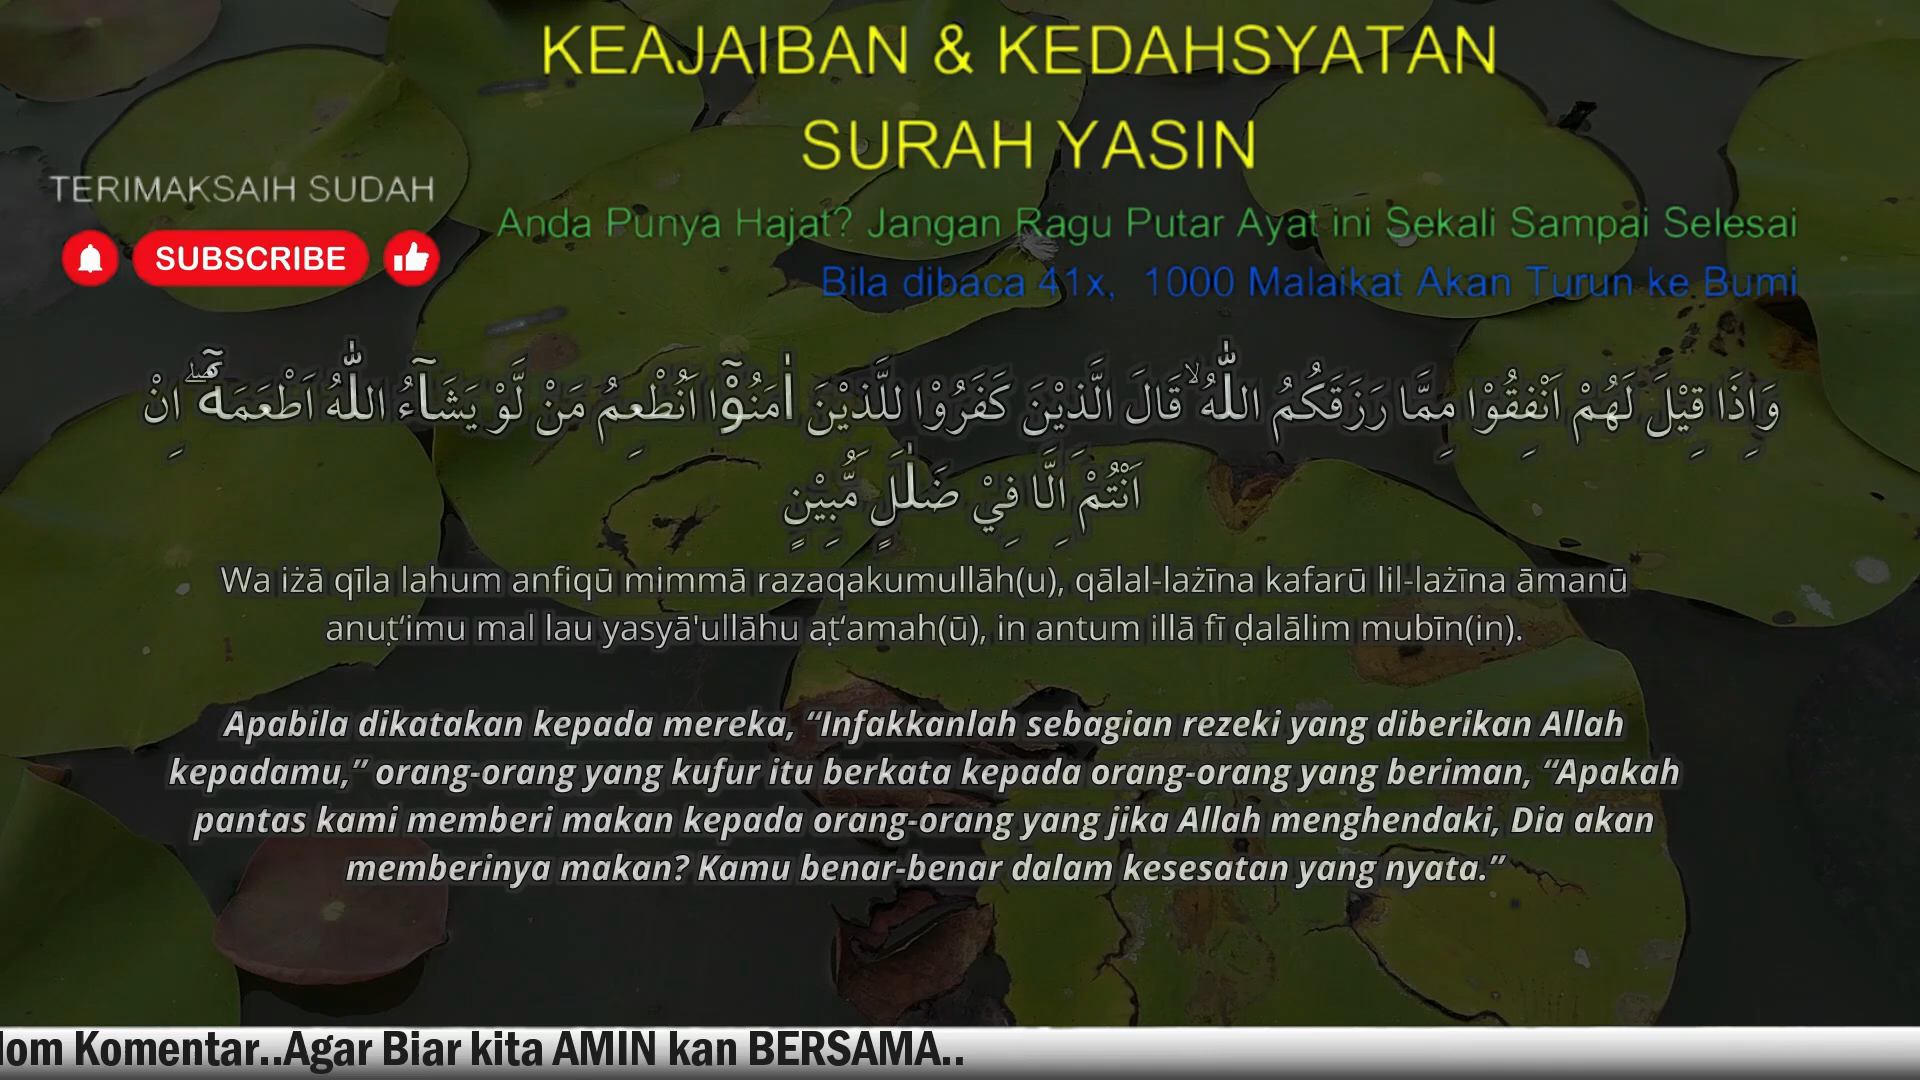 KEAJAIBAN & KEDAHSYATAN
SURAH YASIN
TERIMAKSAIH SUDAH
SUBSCRIBE
Anda Punya Hajat? Jangan Ragu Putar Ayat ini Sekali Sampai Selesai
Bila dibaca 41x, 1000 Malaikat Akan Turun ke Bumi
وَاِذَا قِيْلَ لَهُمْ اَنْفِقُوْا مِمَّا رَزَقَكُمُ اللّٰهُ ۙقَالَ الَّذِيْنَ كَفَرُوْا لِلَّذِيْنَ اٰمَنُوْٓا اَنُطْعِمُ مَنْ لَّوْ يَشَاۤءُ اللّٰهُ اَطْعَمَهٗٓ ۖاِنْ
اَنْتُمْ اِلَّا فِيْ ضَلٰلٍ مُّبِيْنٍ
Wa iżā qīla lahum anfiqū mimmā razaqakumullāh(u), qālal-lażīna kafarū lil-lażīna āmanū
anuṭ‘imu mal lau yasyā'ullāhu aṭ‘amah(ū), in antum illā fī ḍalālim mubīn(in).
Apabila dikatakan kepada mereka, “Infakkanlah sebagian rezeki yang diberikan Allah
kepadamu,” orang-orang yang kufur itu berkata kepada orang-orang yang beriman, “Apakah
pantas kami memberi makan kepada orang-orang yang jika Allah menghendaki, Dia akan
memberinya makan? Kamu benar-benar dalam kesesatan yang nyata.”
lom Komentar..Agar Biar kita AMIN kan BERSAMA..